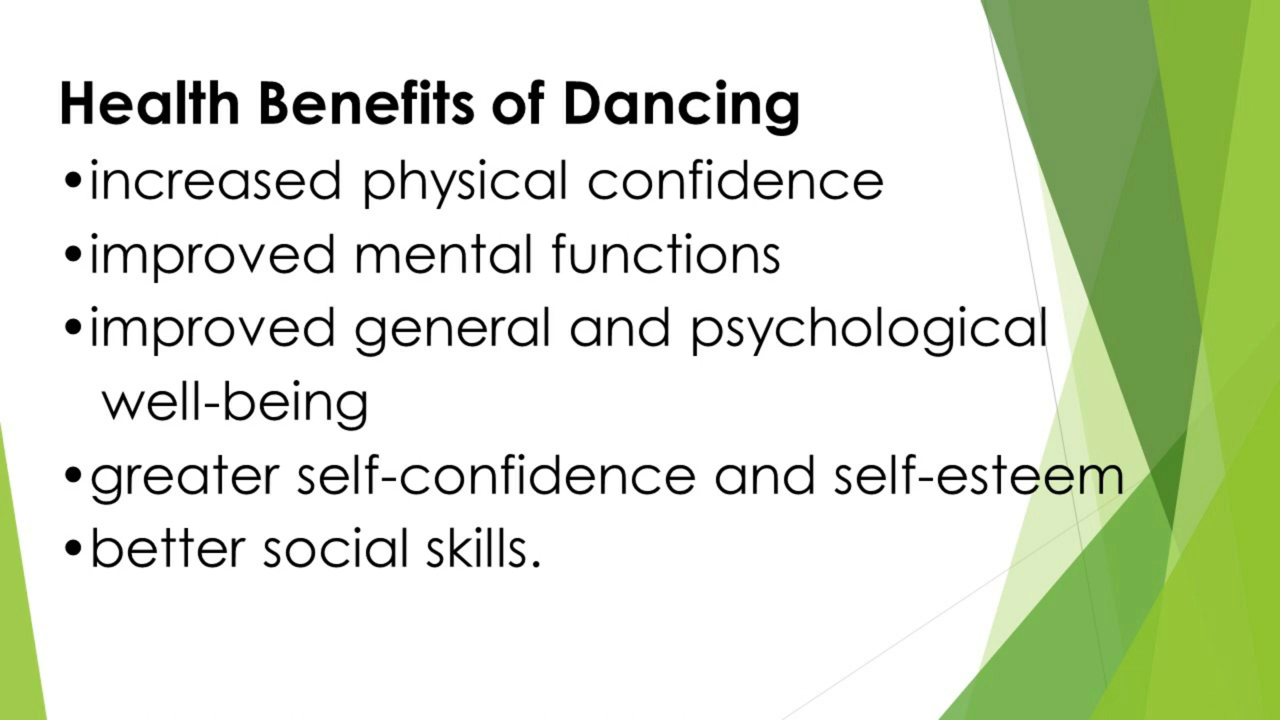 Health Benefits of Dancing
•increased physical confidence
•improved mental functions
•improved general and psychological
well-being
•greater self-confidence and self-esteem
•better social skills.